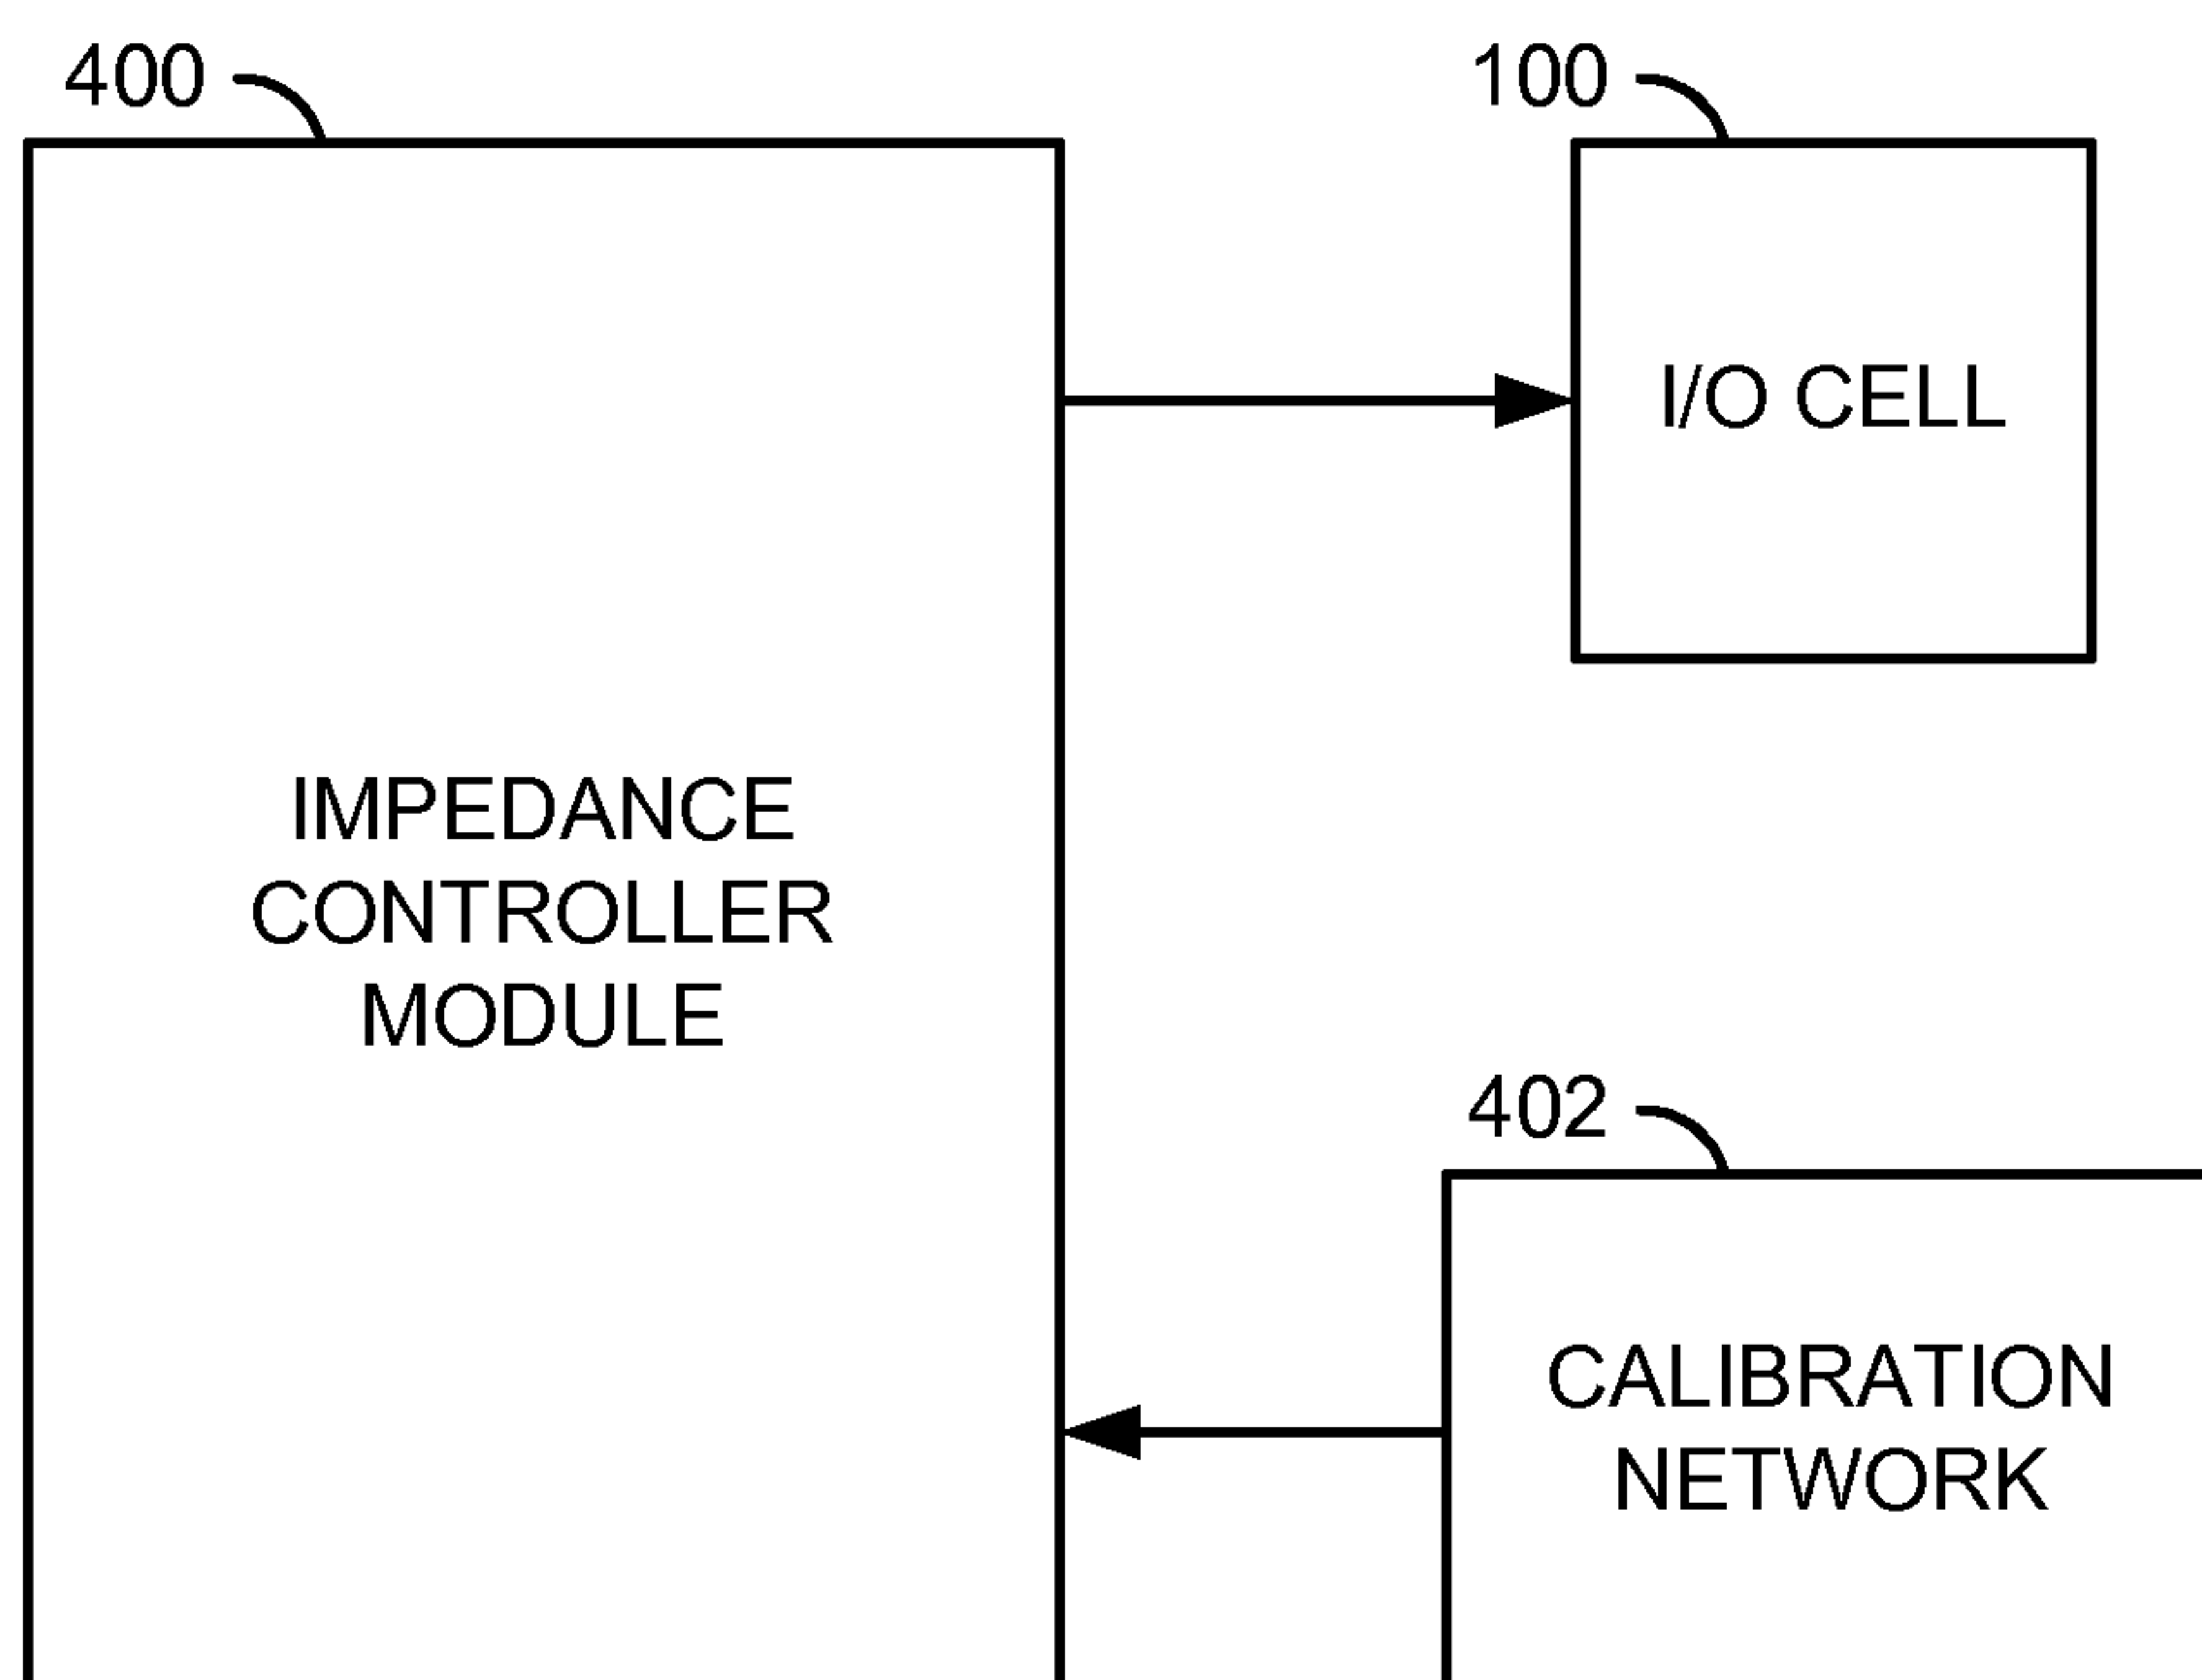 400
100
I/O CELL
IMPEDANCE
CONTROLLER
MODULE
402
CALIBRATION
NETWORK